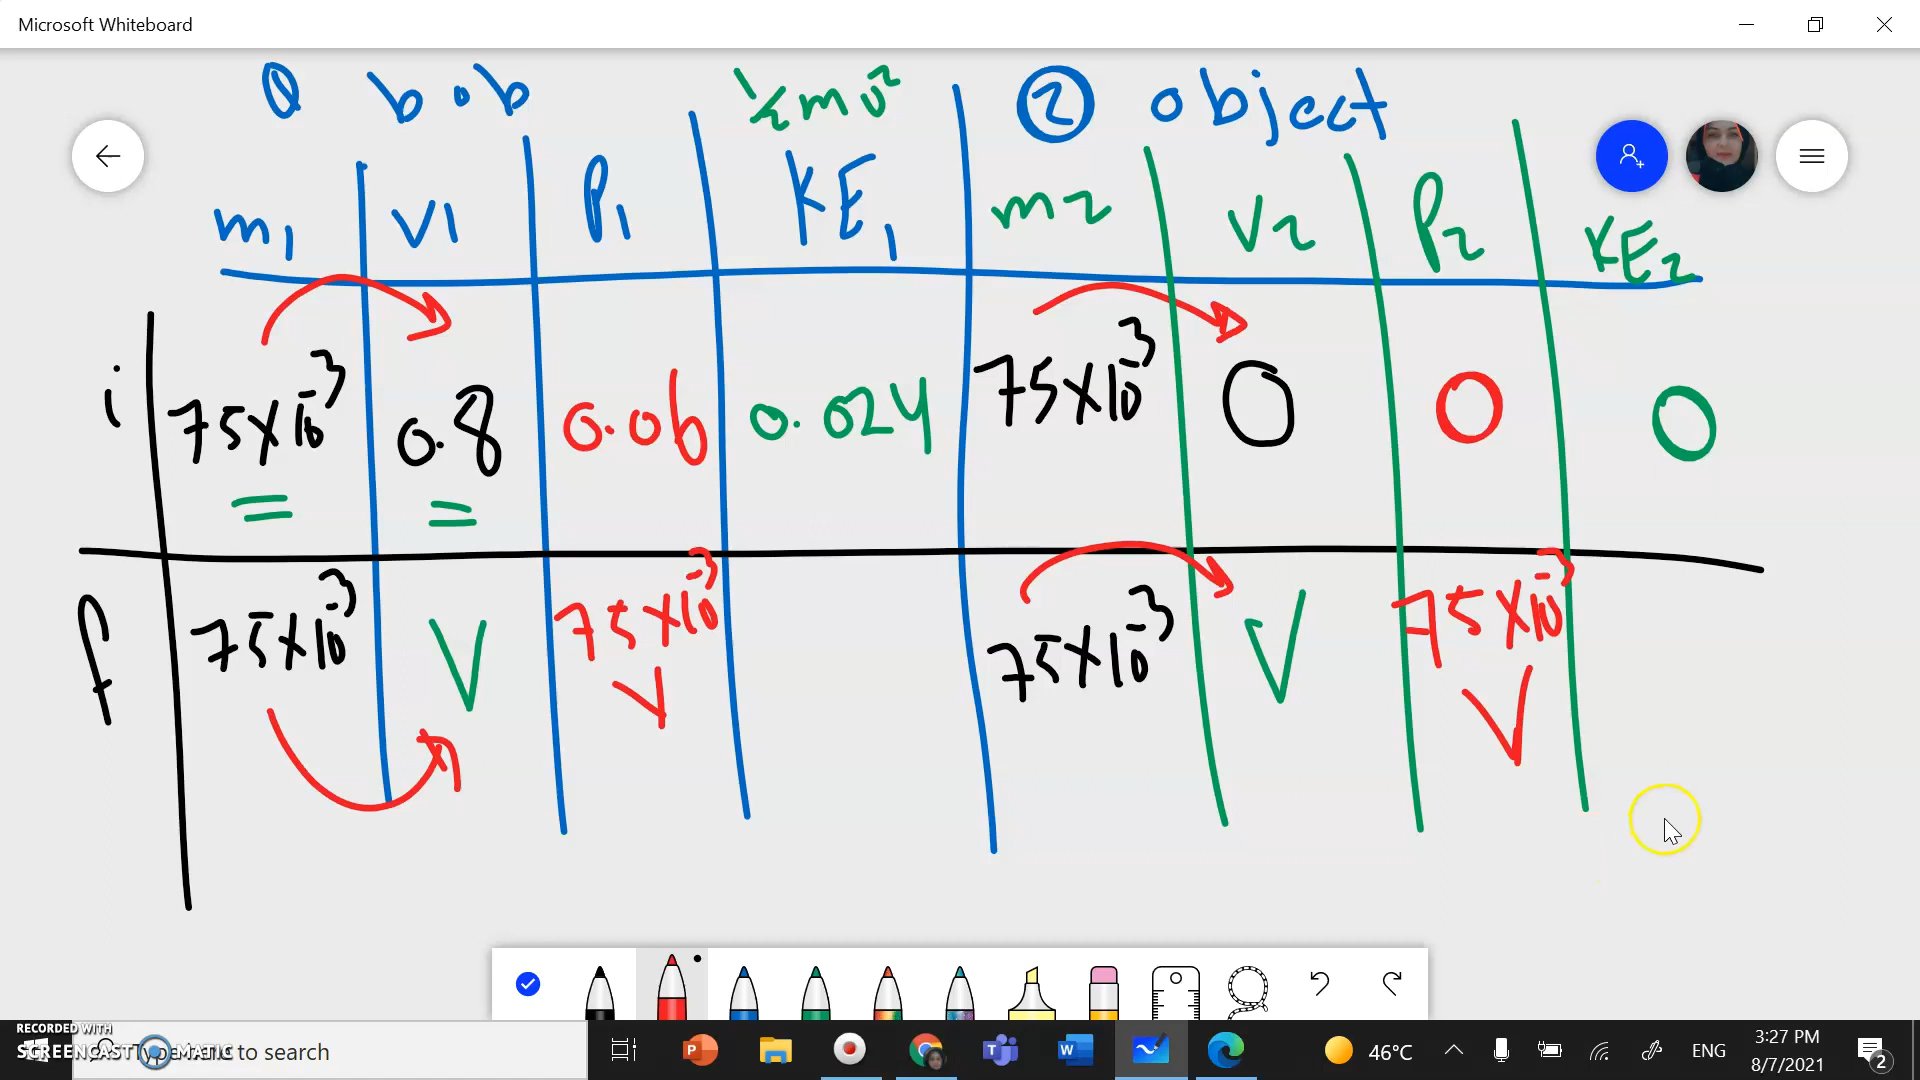 Microsoft Whiteboard
① bob ½mv² ② object
m₁ v1 P₁ KE₁ m2 V2 P2 KE2
i 75×10⁻³ 0.8 0.06 0.024 75×10⁻³ 0 0 0
f 75×10⁻³ V 75×10⁻³ V 75×10⁻³ V 75×10⁻³ V
RECORDED WITH
SCREENCAST MATIC
to search
46°C
ENG
3:27 PM
8/7/2021
2